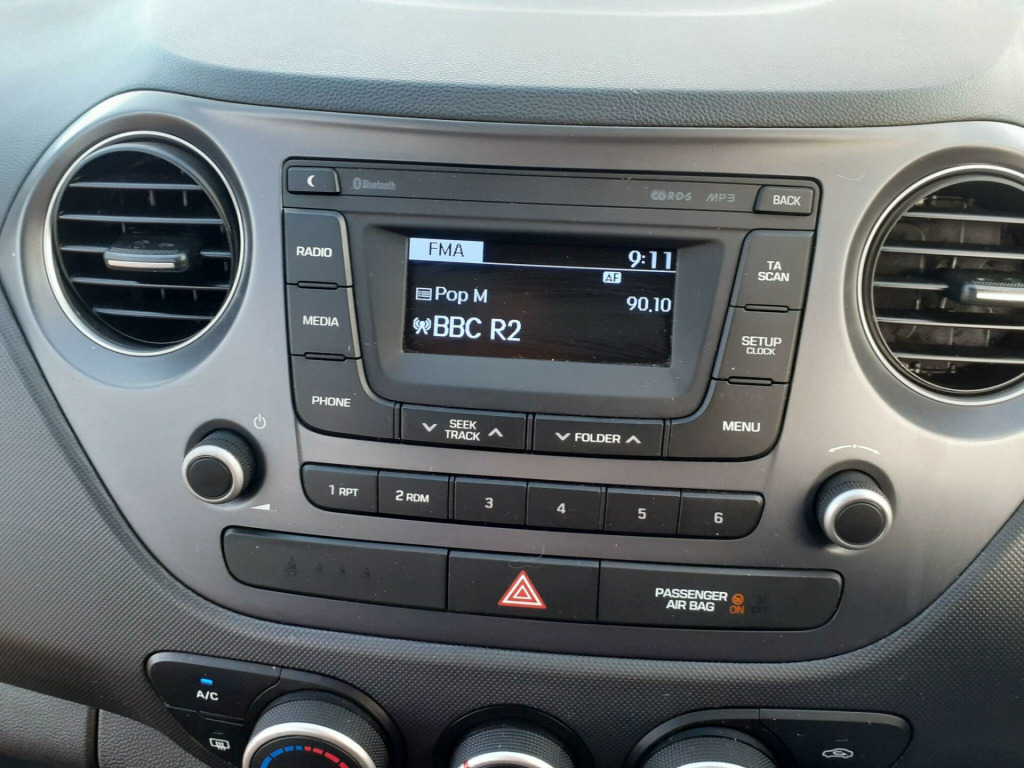 Bluetooth
R·D·S MP3 BACK
RADIO
FMA 9:11
AF
Pop M 90.10
BBC R2
TA
SCAN
MEDIA
SETUP
CLOCK
PHONE
SEEK
TRACK
FOLDER
MENU
1 RPT 2 RDM 3 4 5 6
PASSENGER
AIR BAG ON OFF
A/C